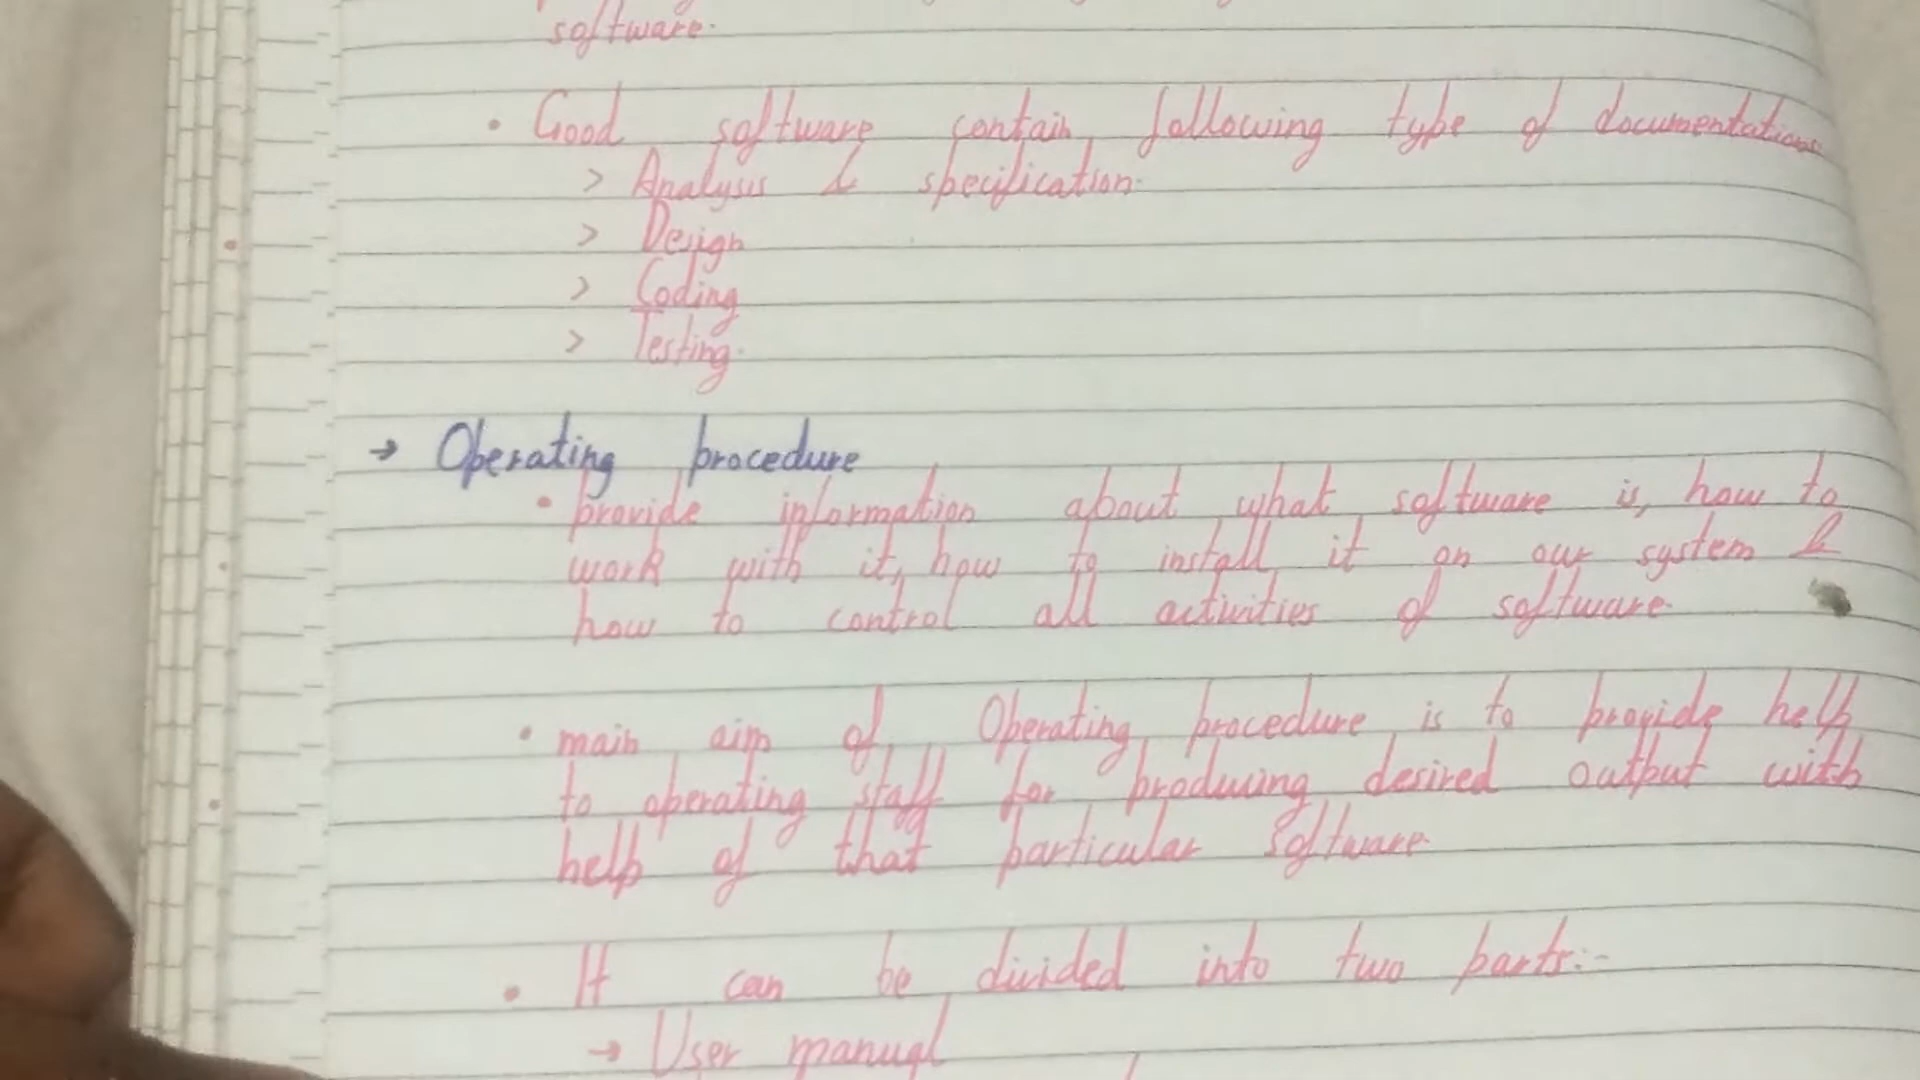 software.
• Good software contain following type of documentations
> Analysis & specification.
> Design
> Coding
> Testing.
→ Operating procedure
• provide information about what software is, how to
work with it, how to install it on our system &
how to control all activities of software.
• main aim of Operating procedure is to provide help
to operating staff for producing desired output with
help of that particular software.
• It can be divided into two parts:-
→ User manual